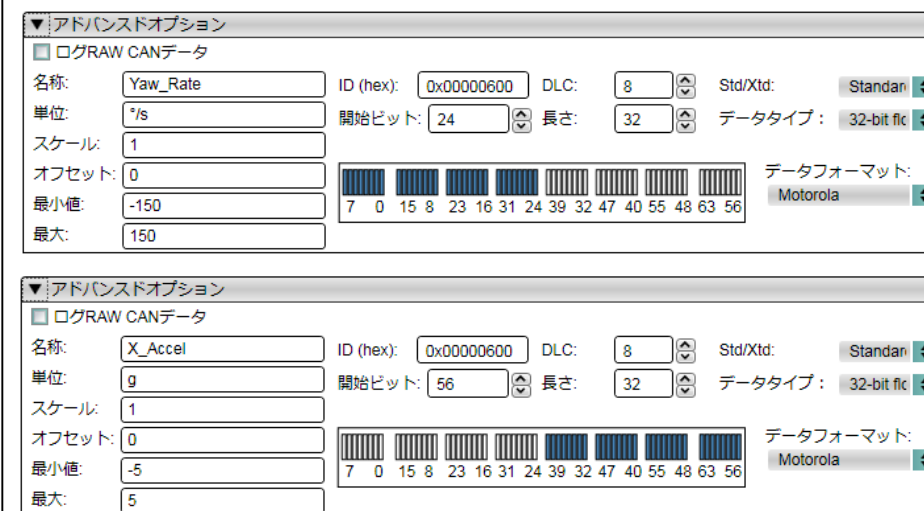 ▼ アドバンスドオプション
ログRAW CANデータ
名称: Yaw_Rate ID (hex): 0x00000600 DLC: 8 Std/Xtd: Standar
単位: °/s 開始ビット: 24 長さ: 32 データタイプ： 32-bit flo
スケール: 1
オフセット: 0 データフォーマット:
最小値: -150 7 0 15 8 23 16 31 24 39 32 47 40 55 48 63 56 Motorola
最大: 150
▼ アドバンスドオプション
ログRAW CANデータ
名称: X_Accel ID (hex): 0x00000600 DLC: 8 Std/Xtd: Standar
単位: g 開始ビット: 56 長さ: 32 データタイプ： 32-bit flo
スケール: 1
オフセット: 0 データフォーマット:
最小値: -5 7 0 15 8 23 16 31 24 39 32 47 40 55 48 63 56 Motorola
最大: 5